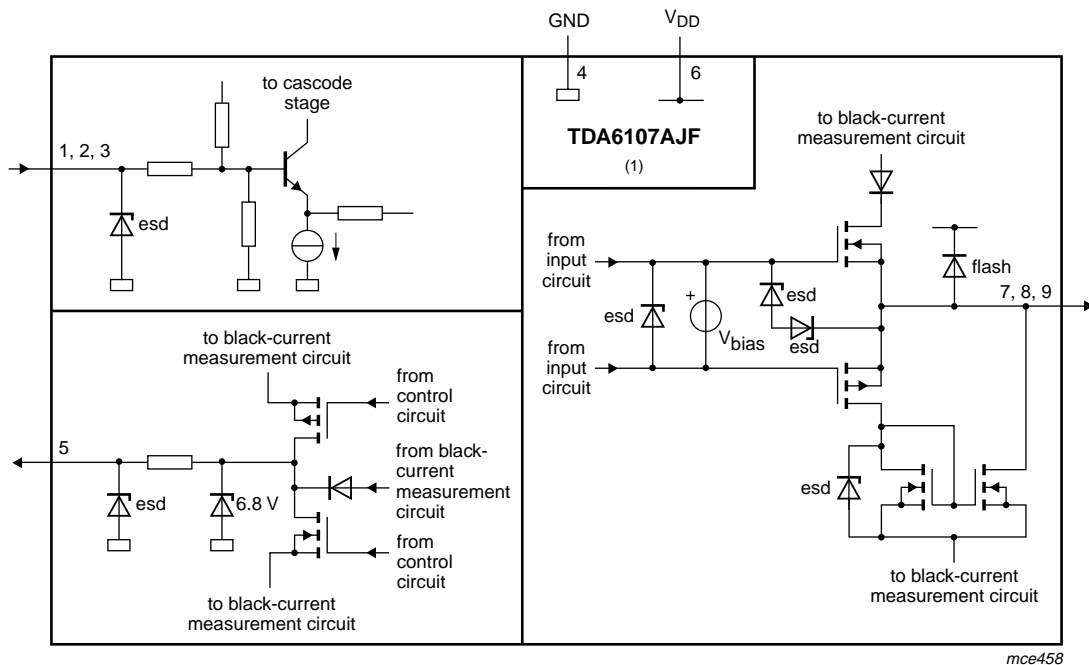 GND
V_DD
4
6
TDA6107AJF
(1)
to cascode
stage
1, 2, 3
esd
to black-current
measurement circuit
from
input
circuit
esd
+
V_bias
esd
esd
flash
7, 8, 9
from
input
circuit
esd
to black-current
measurement circuit
to black-current
measurement circuit
from
control
circuit
5
from black-
current
measurement
circuit
esd
6.8 V
from
control
circuit
to black-current
measurement circuit
mce458